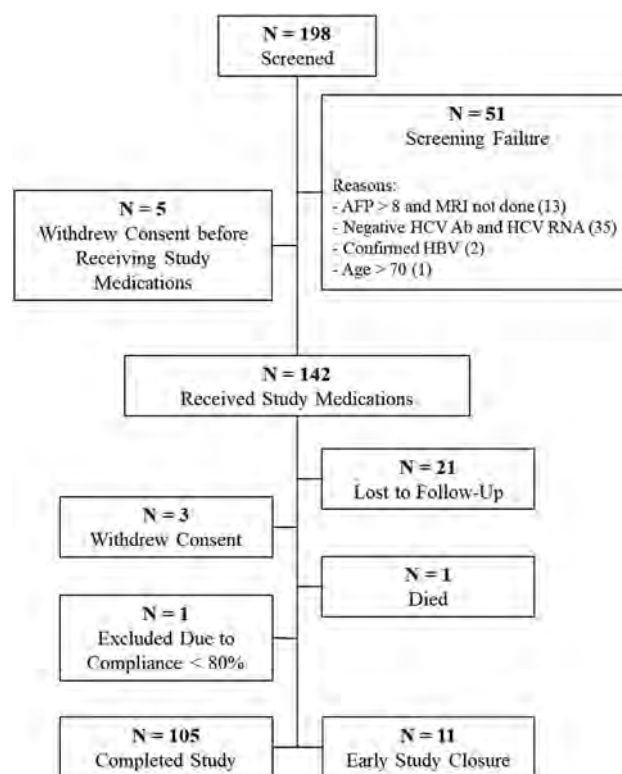 N = 198
Screened
N = 51
Screening Failure
Reasons:
- AFP > 8 and MRI not done (13)
- Negative HCV Ab and HCV RNA (35)
- Confirmed HBV (2)
- Age > 70 (1)
N = 5
Withdrew Consent before
Receiving Study
Medications
N = 142
Received Study Medications
N = 21
Lost to Follow-Up
N = 3
Withdrew Consent
N = 1
Died
N = 1
Excluded Due to
Compliance < 80%
N = 105
Completed Study
N = 11
Early Study Closure